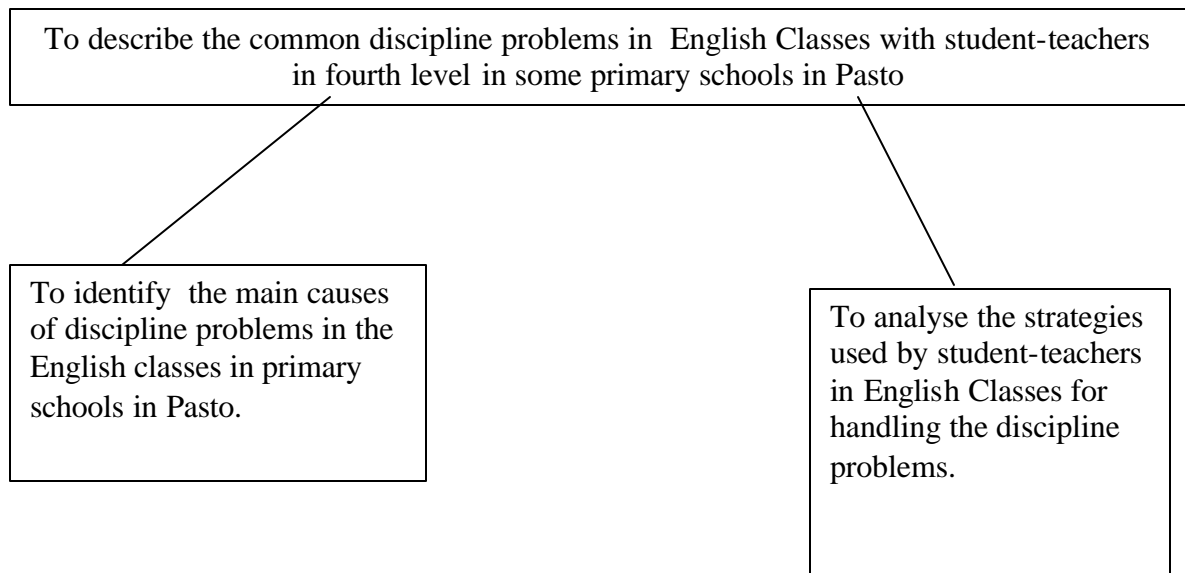 To describe the common discipline problems in English Classes with student-teachers
in fourth level in some primary schools in Pasto
To identify the main causes
of discipline problems in the
English classes in primary
schools in Pasto.
To analyse the strategies
used by student-teachers
in English Classes for
handling the discipline
problems.